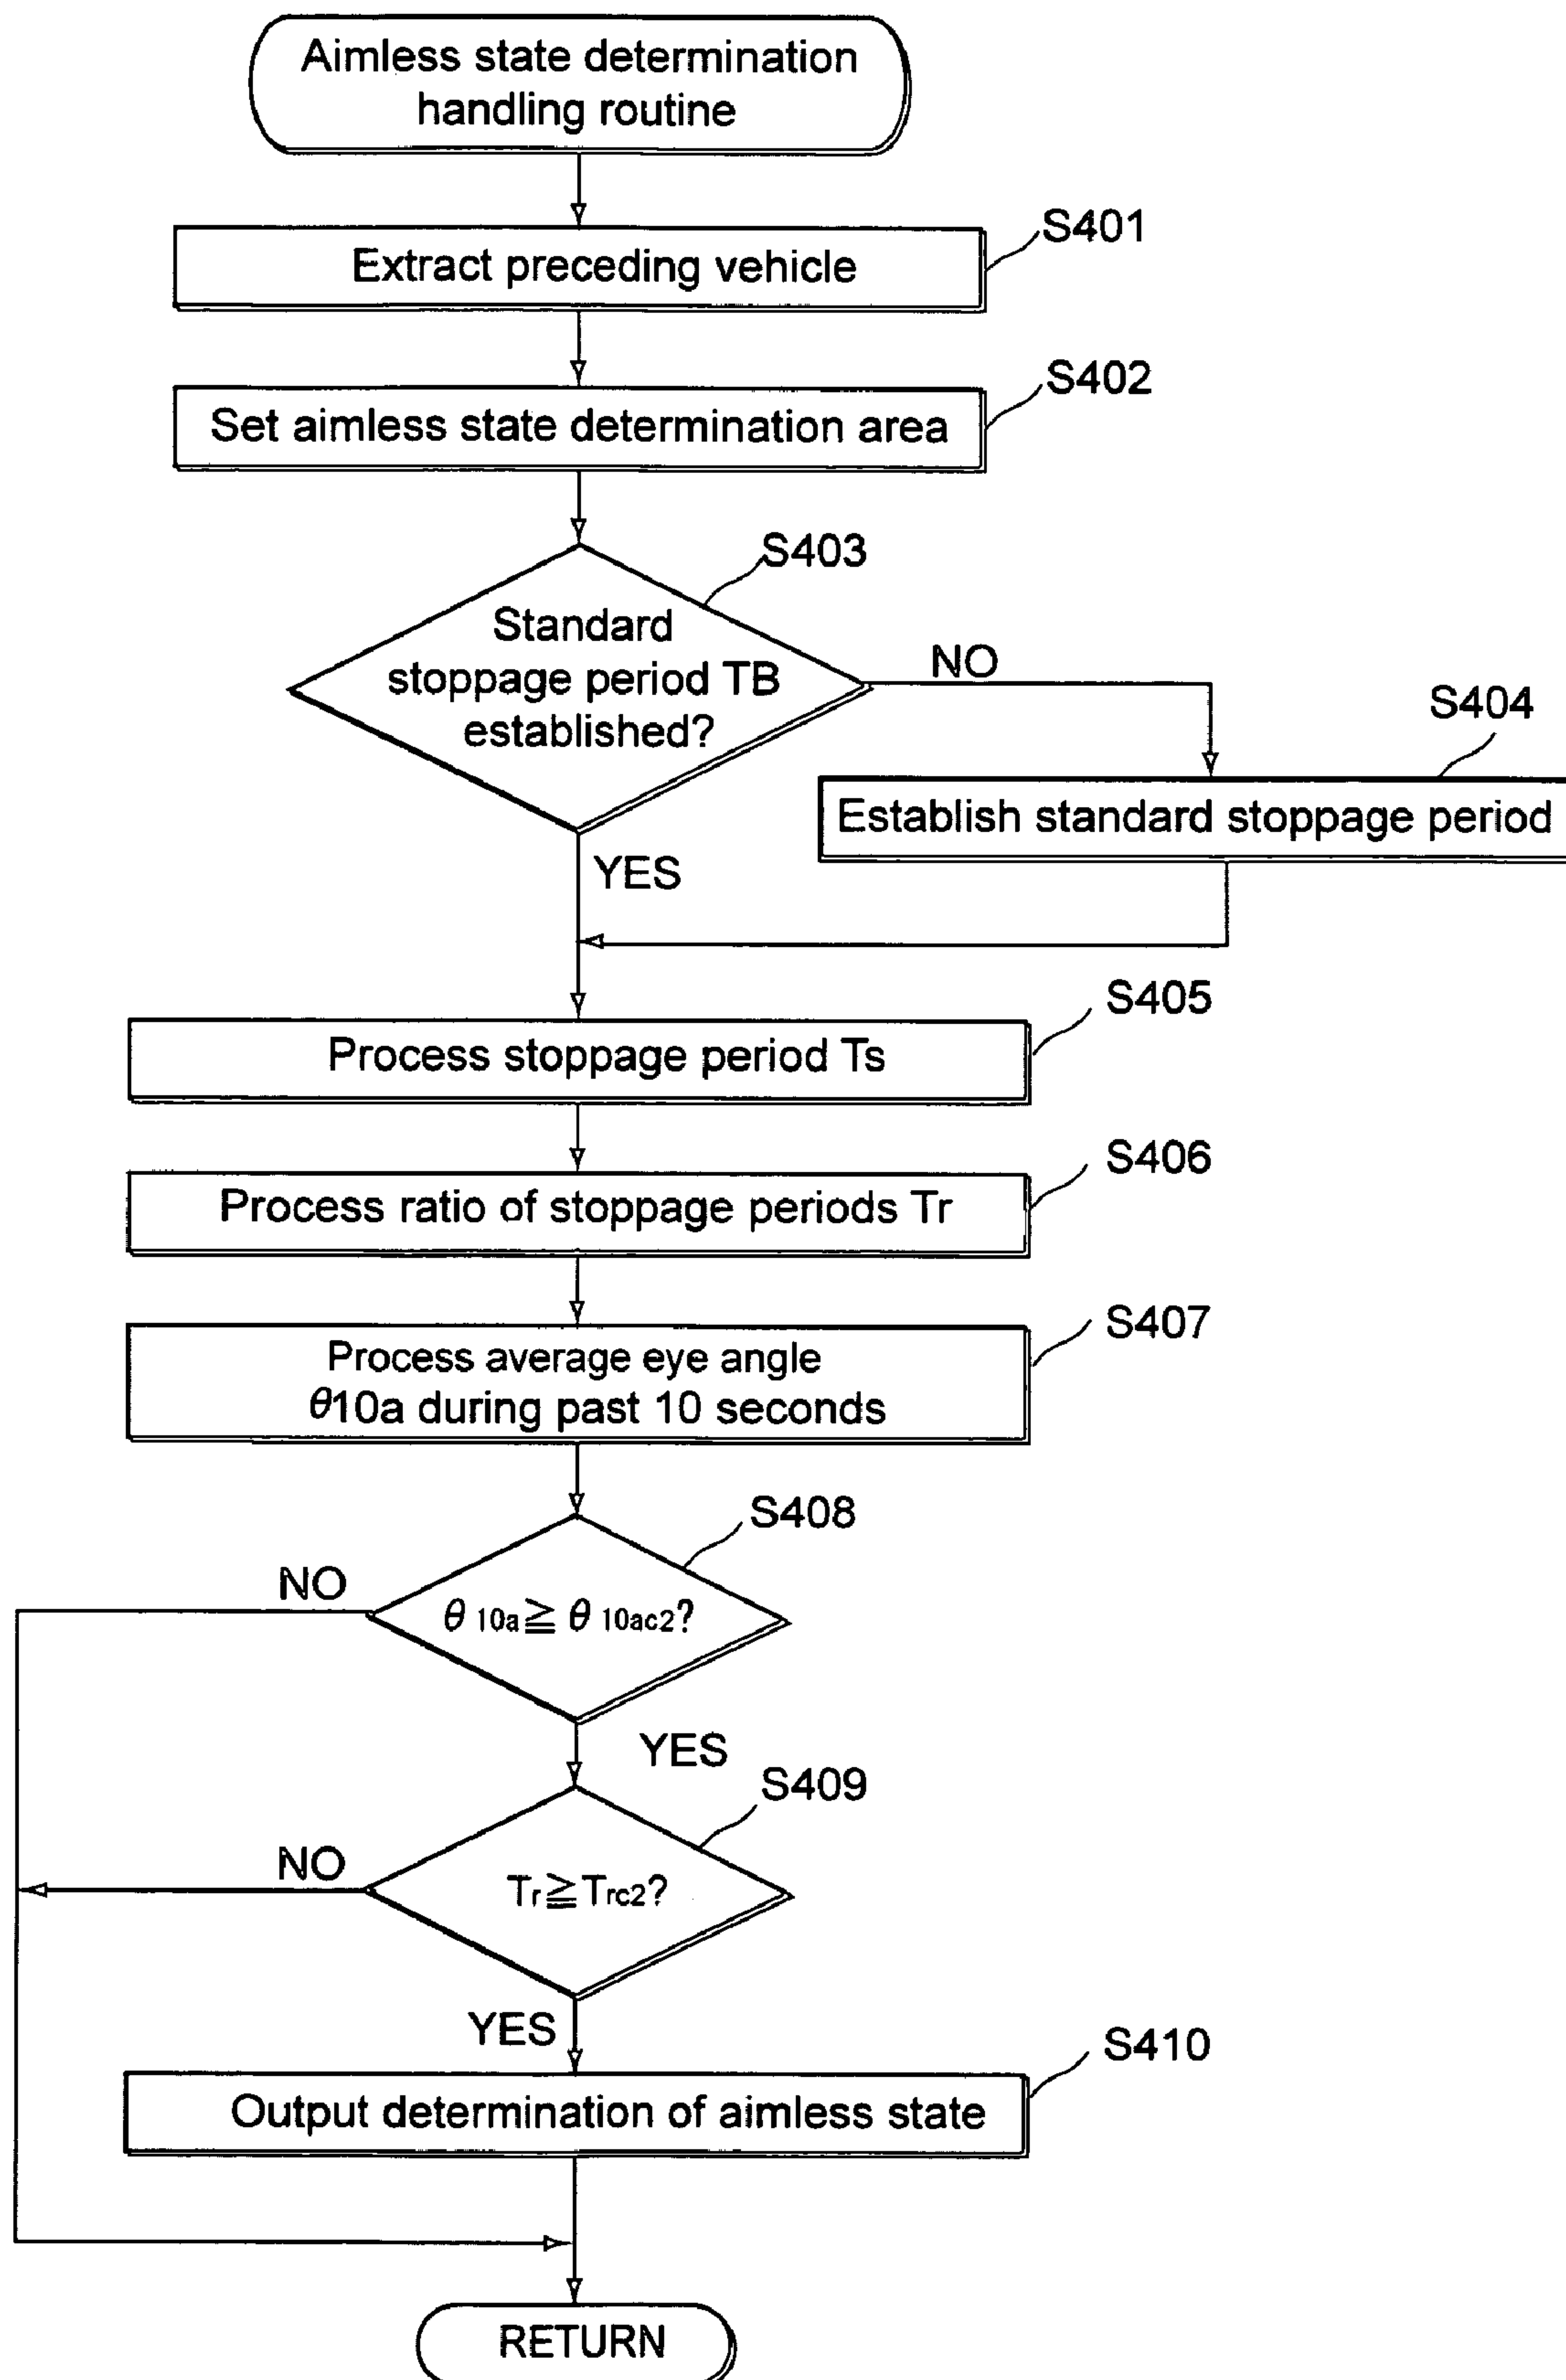 Aimless state determination
handling routine
S401
Extract preceding vehicle
S402
Set aimless state determination area
S403
Standard
stoppage period TB
established?
NO
S404
Establish standard stoppage period
YES
S405
Process stoppage period Ts
S406
Process ratio of stoppage periods Tr
S407
Process average eye angle
θ10a during past 10 seconds
S408
NO
θ 10a ≧ θ 10ac2?
YES
S409
NO
Tr≧Trc2?
YES
S410
Output determination of aimless state
RETURN